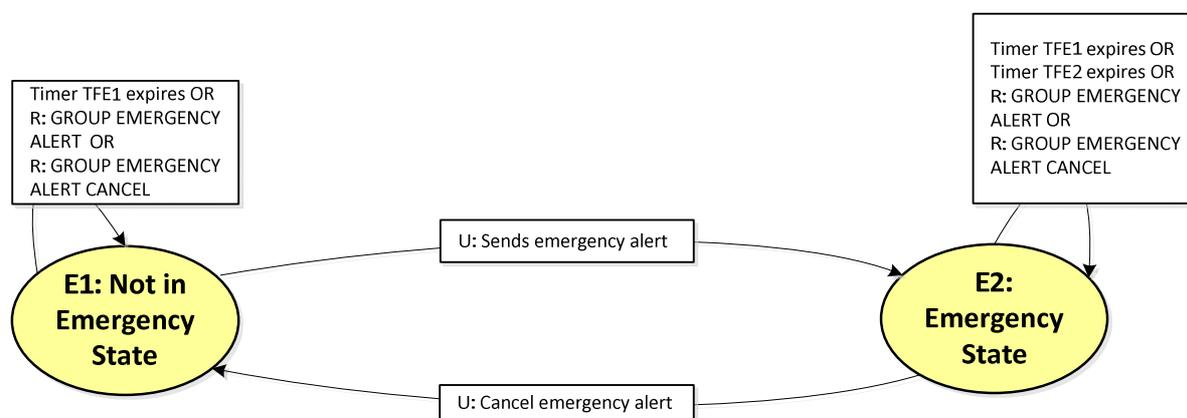 Timer TFE1 expires OR
R: GROUP EMERGENCY
ALERT OR
R: GROUP EMERGENCY
ALERT CANCEL
Timer TFE1 expires OR
Timer TFE2 expires OR
R: GROUP EMERGENCY
ALERT OR
R: GROUP EMERGENCY
ALERT CANCEL
U: Sends emergency alert
E1: Not in
Emergency
State
E2:
Emergency
State
U: Cancel emergency alert